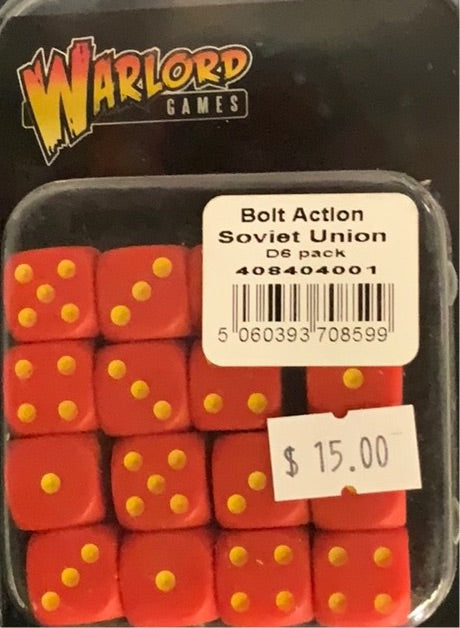 WARLORD
GAMES
Bolt Action
Soviet Union
D6 pack
408404001
5 060393 708599
$ 15.00